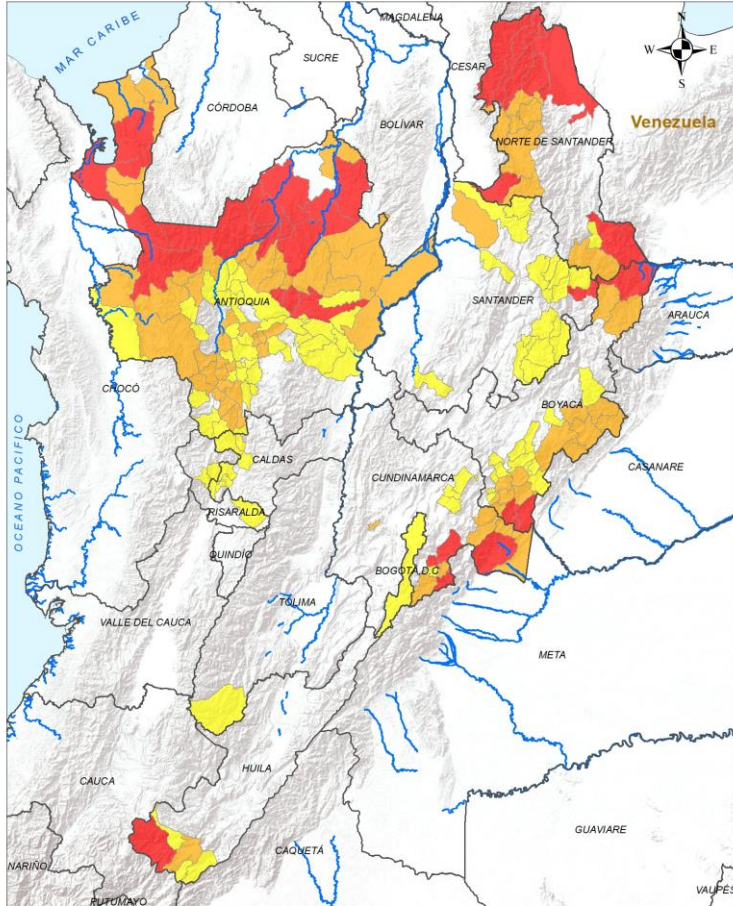 MAGDALENA
N
MAR CARIBE
SUCRE
W
E
CESAR
S
CÓRDOBA
BOLÍVAR
Venezuela
NORTE DE SANTANDER
ANTIOQUIA
SANTANDER
ARAUCA
CHOCÓ
BOYACÁ
CALDAS
CUNDINAMARCA
CASANARE
OCEANO PACIFICO
RISARALDA
QUINDÍO
BOGOTÁ, D.C
TOLIMA
VALLE DEL CAUCA
META
HUILA
CAUCA
GUAVIARE
CAQUETÁ
NARIÑO
PUTUMAYO
VAUPÉS